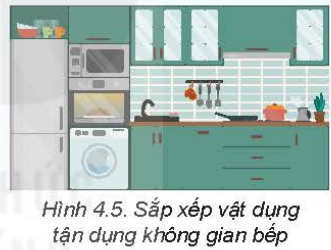 Hình 4.5. Sắp xếp vật dụng
tận dụng không gian bếp